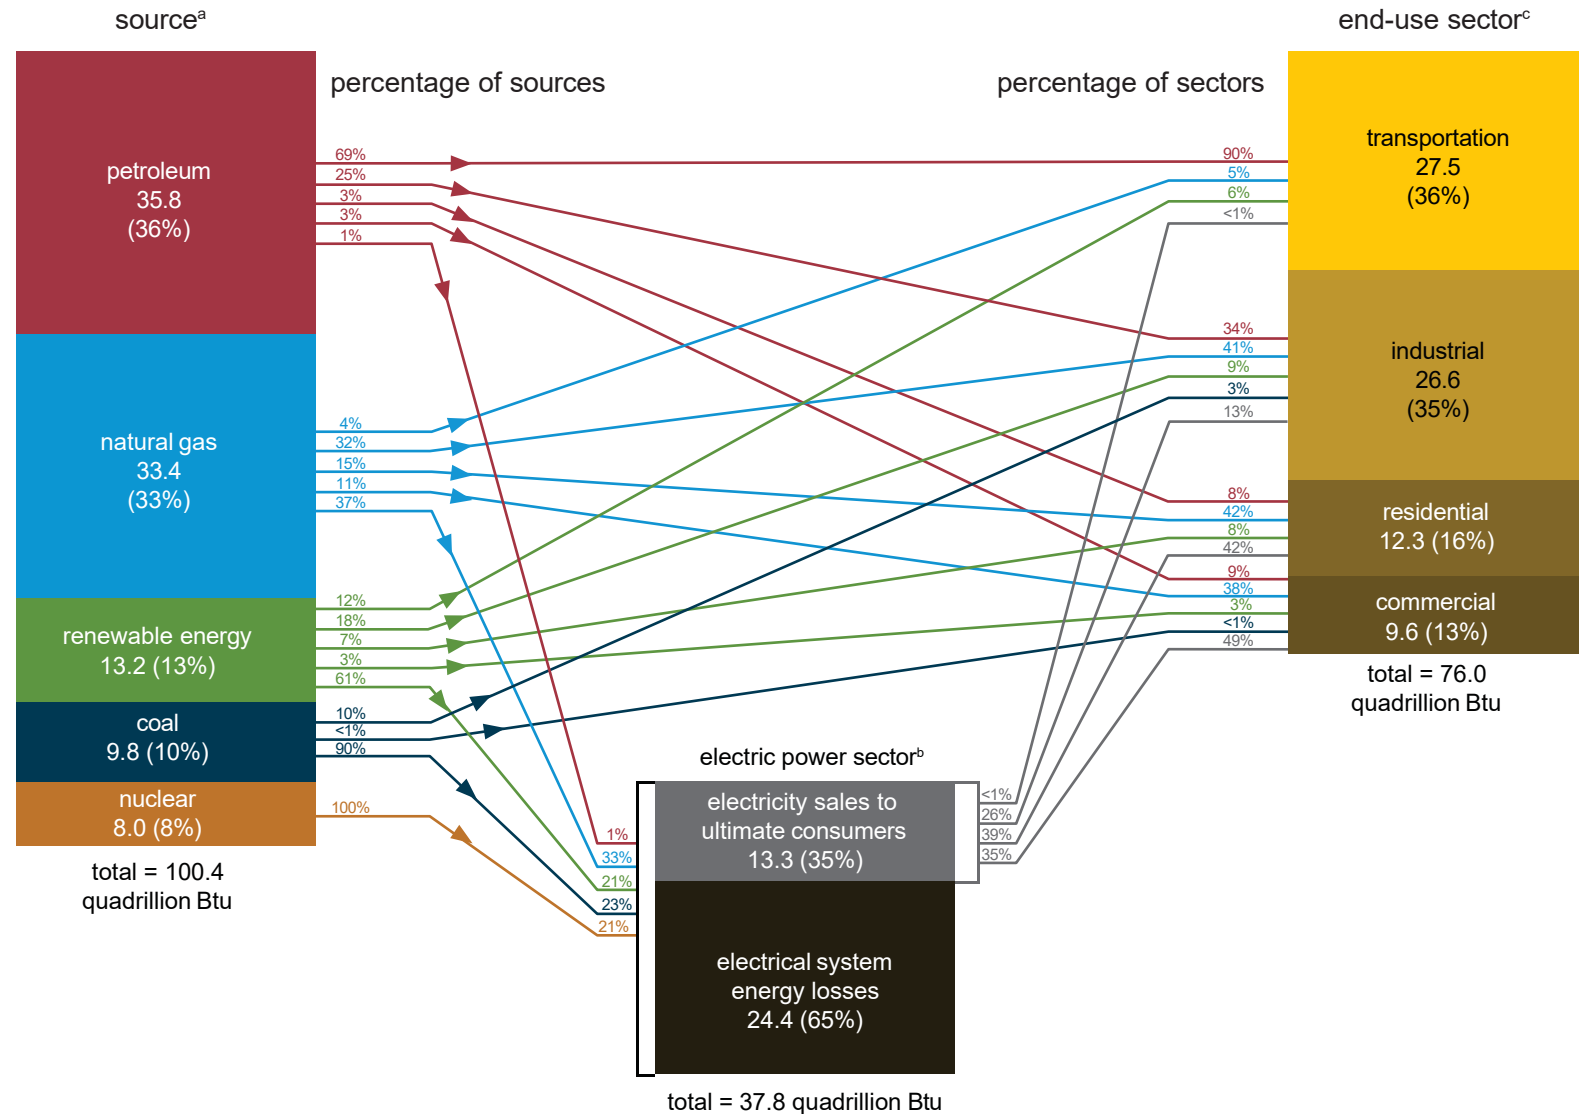 sourceᵃ
end-use sectorᶜ
percentage of sources
percentage of sectors
petroleum
35.8
(36%)
69%
25%
3%
3%
1%
natural gas
33.4
(33%)
4%
32%
15%
11%
37%
renewable energy
13.2 (13%)
12%
18%
7%
3%
61%
coal
9.8 (10%)
10%
<1%
90%
nuclear
8.0 (8%)
100%
total = 100.4
quadrillion Btu
electric power sectorᵇ
1%
33%
21%
23%
21%
electricity sales to
ultimate consumers
13.3 (35%)
<1%
26%
39%
35%
electrical system
energy losses
24.4 (65%)
total = 37.8 quadrillion Btu
90%
5%
6%
<1%
transportation
27.5
(36%)
34%
41%
9%
3%
13%
industrial
26.6
(35%)
8%
42%
8%
42%
residential
12.3 (16%)
9%
38%
3%
<1%
49%
commercial
9.6 (13%)
total = 76.0
quadrillion Btu